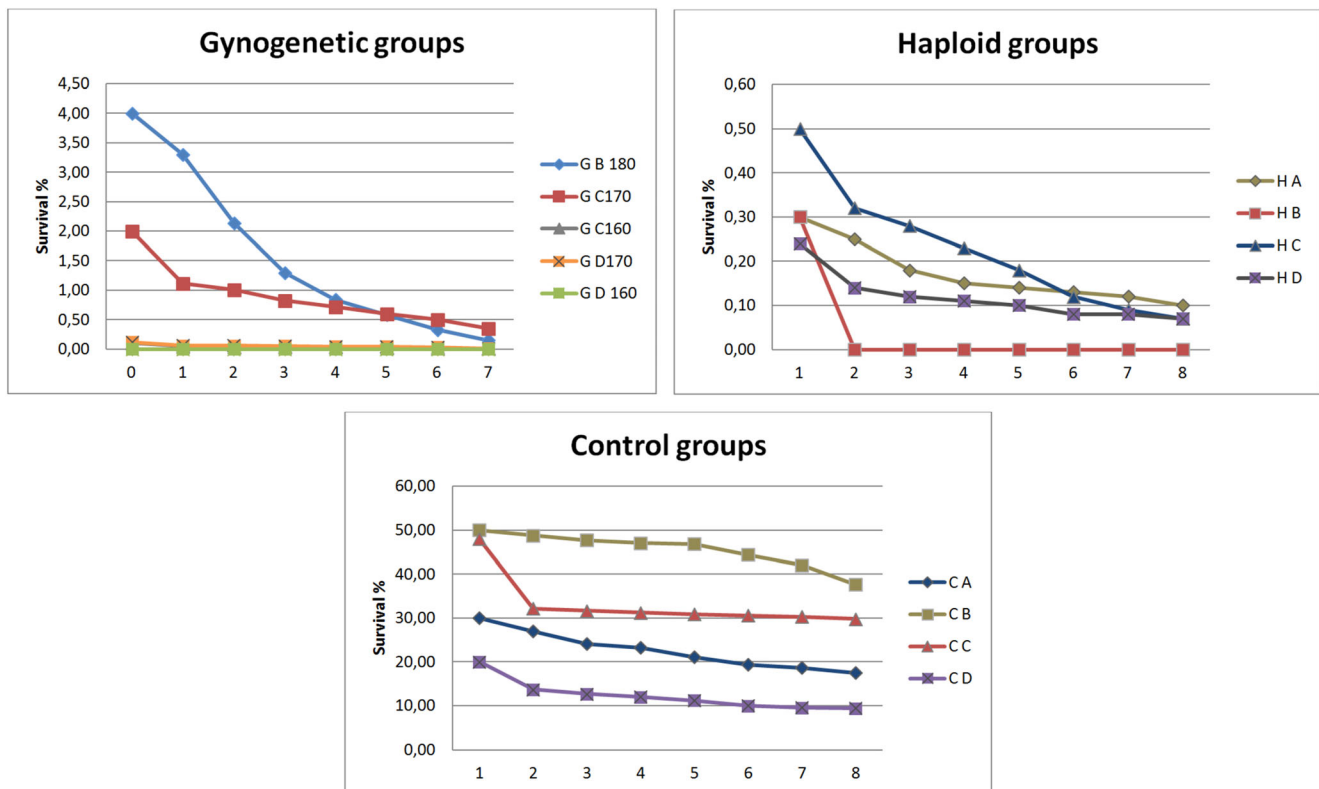 Gynogenetic groups
Survival %
4,50
4,00
3,50
3,00
2,50
2,00
1,50
1,00
0,50
0,00
0 1 2 3 4 5 6 7
G B 180
G C170
G C160
G D170
G D 160
Haploid groups
Survival %
0,60
0,50
0,40
0,30
0,20
0,10
0,00
1 2 3 4 5 6 7 8
H A
H B
H C
H D
Control groups
Survival %
60,00
50,00
40,00
30,00
20,00
10,00
0,00
1 2 3 4 5 6 7 8
C A
C B
C C
C D